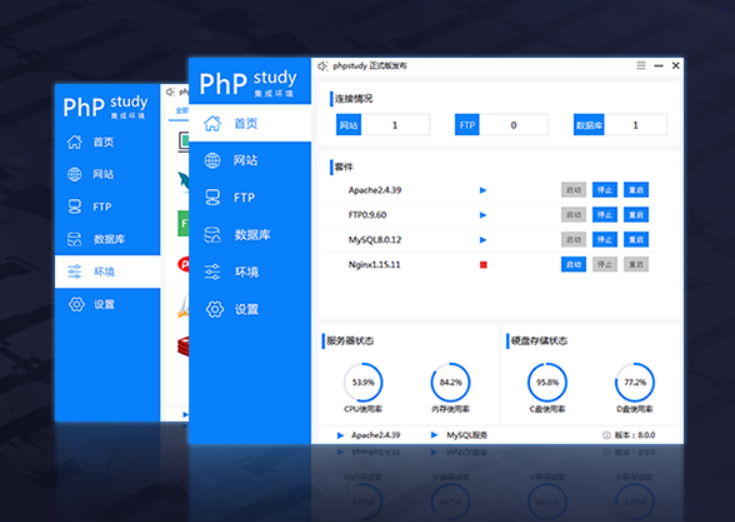 PhP study
集成环境
首页
网站
FTP
数据库
环境
设置
全部
PhP study
集成环境
首页
网站
FTP
数据库
环境
设置
phpstudy 正式版发布
连接情况
网站 1 FTP 0 数据库 1
套件
Apache2.4.39 启动 停止 重启
FTP0.9.60 启动 停止 重启
MySQL8.0.12 启动 停止 重启
Nginx1.15.11 启动 停止 重启
服务器状态 硬盘存储状态
53.9% 84.2% 95.8% 77.2%
CPU使用率 内存使用率 C盘使用率 D盘使用率
Apache2.4.39 MySQL服务 版本：8.0.0